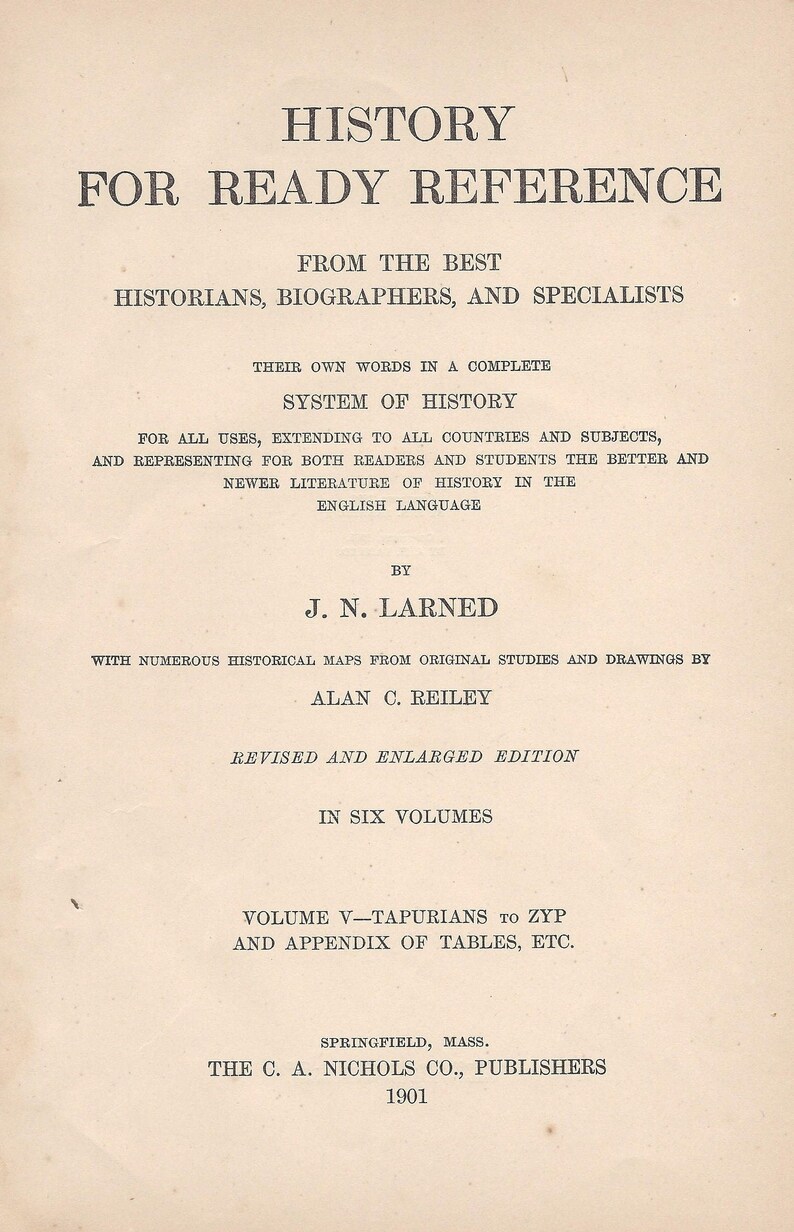 HISTORY
FOR READY REFERENCE
FROM THE BEST
HISTORIANS, BIOGRAPHERS, AND SPECIALISTS
THEIR OWN WORDS IN A COMPLETE
SYSTEM OF HISTORY
FOR ALL USES, EXTENDING TO ALL COUNTRIES AND SUBJECTS,
AND REPRESENTING FOR BOTH READERS AND STUDENTS THE BETTER AND
NEWER LITERATURE OF HISTORY IN THE
ENGLISH LANGUAGE
BY
J. N. LARNED
WITH NUMEROUS HISTORICAL MAPS FROM ORIGINAL STUDIES AND DRAWINGS BY
ALAN C. REILEY
REVISED AND ENLARGED EDITION
IN SIX VOLUMES
VOLUME V—TAPURIANS TO ZYP
AND APPENDIX OF TABLES, ETC.
SPRINGFIELD, MASS.
THE C. A. NICHOLS CO., PUBLISHERS
1901